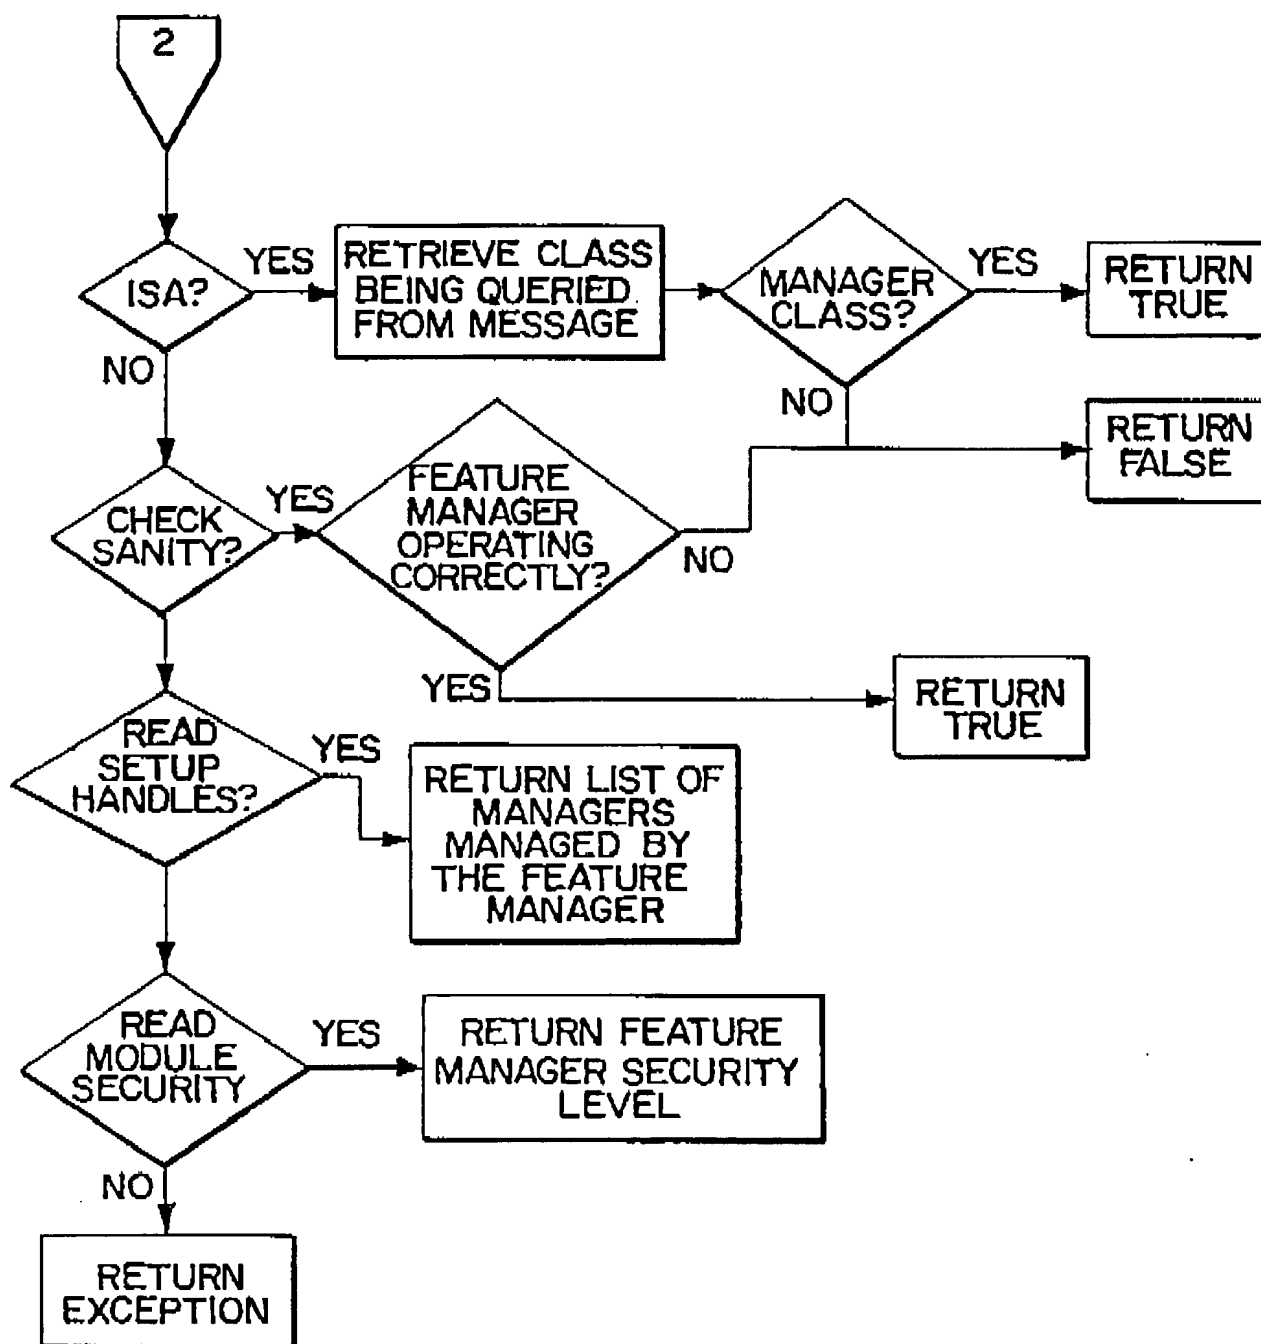 2
ISA?
YES
RETRIEVE CLASS
BEING QUERIED
FROM MESSAGE
MANAGER
CLASS?
YES
RETURN
TRUE
NO
NO
RETURN
FALSE
CHECK
SANITY?
YES
FEATURE
MANAGER
OPERATING
CORRECTLY?
NO
YES
RETURN
TRUE
READ
SETUP
HANDLES?
YES
RETURN LIST OF
MANAGERS
MANAGED BY
THE FEATURE
MANAGER
READ
MODULE
SECURITY
YES
RETURN FEATURE
MANAGER SECURITY
LEVEL
NO
RETURN
EXCEPTION